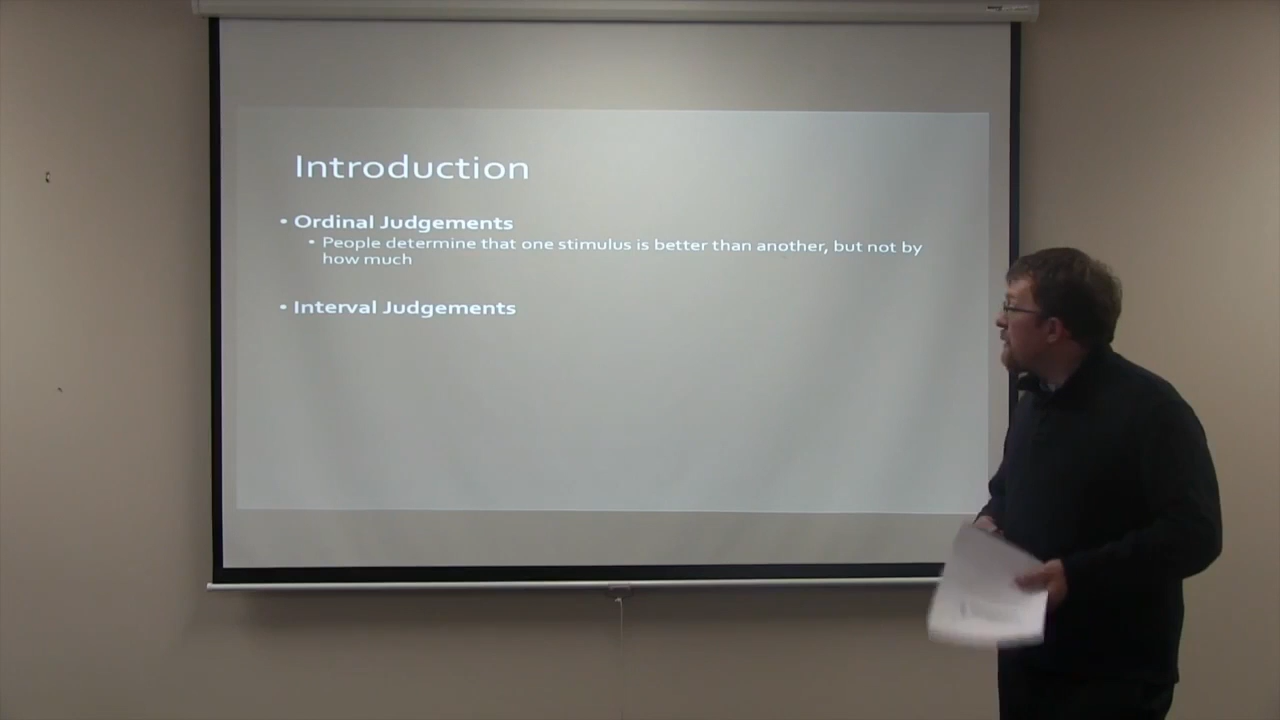 Introduction
• Ordinal Judgements
• People determine that one stimulus is better than another, but not by
how much
• Interval Judgements